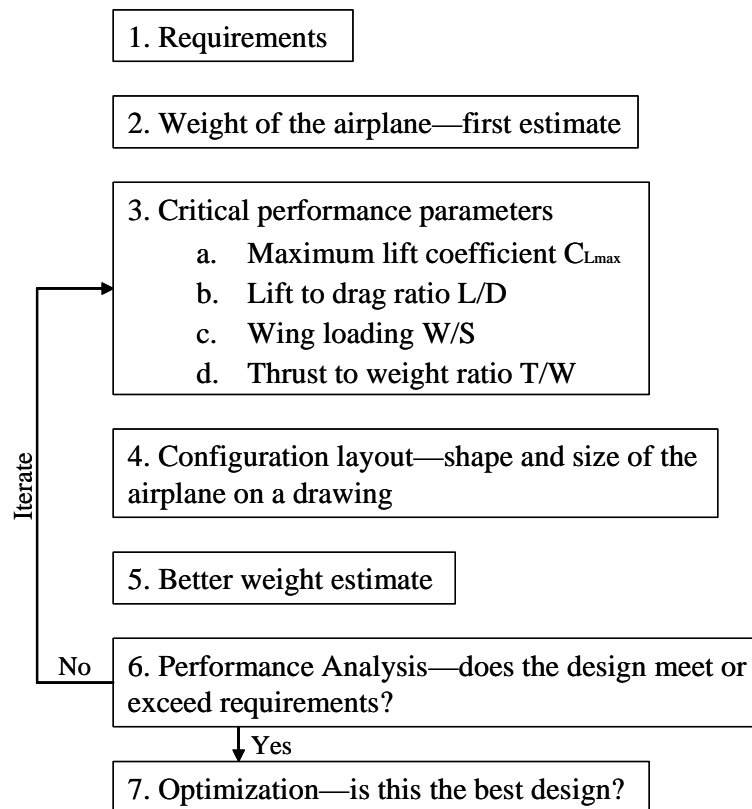 1. Requirements
2. Weight of the airplane—first estimate
3. Critical performance parameters
a. Maximum lift coefficient CLmax
b. Lift to drag ratio L/D
c. Wing loading W/S
d. Thrust to weight ratio T/W
4. Configuration layout—shape and size of the
airplane on a drawing
Iterate
5. Better weight estimate
No
6. Performance Analysis—does the design meet or
exceed requirements?
Yes
7. Optimization—is this the best design?